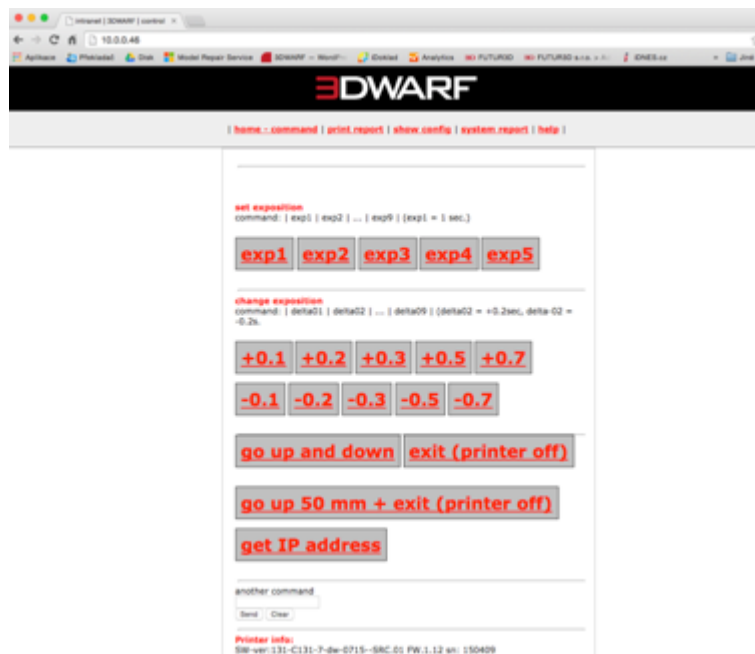 intranet | 3DWARF | control
10.0.0.46
Aplikace Překladač Disk Model Repair Service 3DWARF iDoklad Analytics FUTUR3D FUTUR3D s.r.o. iDNES.cz
3DWARF
| home - command | print report | show config | system report | help |
set exposition
command: | exp1 | exp2 | ... | exp9 | (exp1 = 1 sec.)
exp1 exp2 exp3 exp4 exp5
change exposition
command: | delta01 | delta02 | ... | delta09 | (delta02 = +0.2sec, delta-02 =
-0.2s.
+0.1 +0.2 +0.3 +0.5 +0.7
-0.1 -0.2 -0.3 -0.5 -0.7
go up and down exit (printer off)
go up 50 mm + exit (printer off)
get IP address
another command
Send Clear
Printer info:
SW-ver:131-C131-7-dw-0715--SRC.01 FW.1.12 sn: 150409